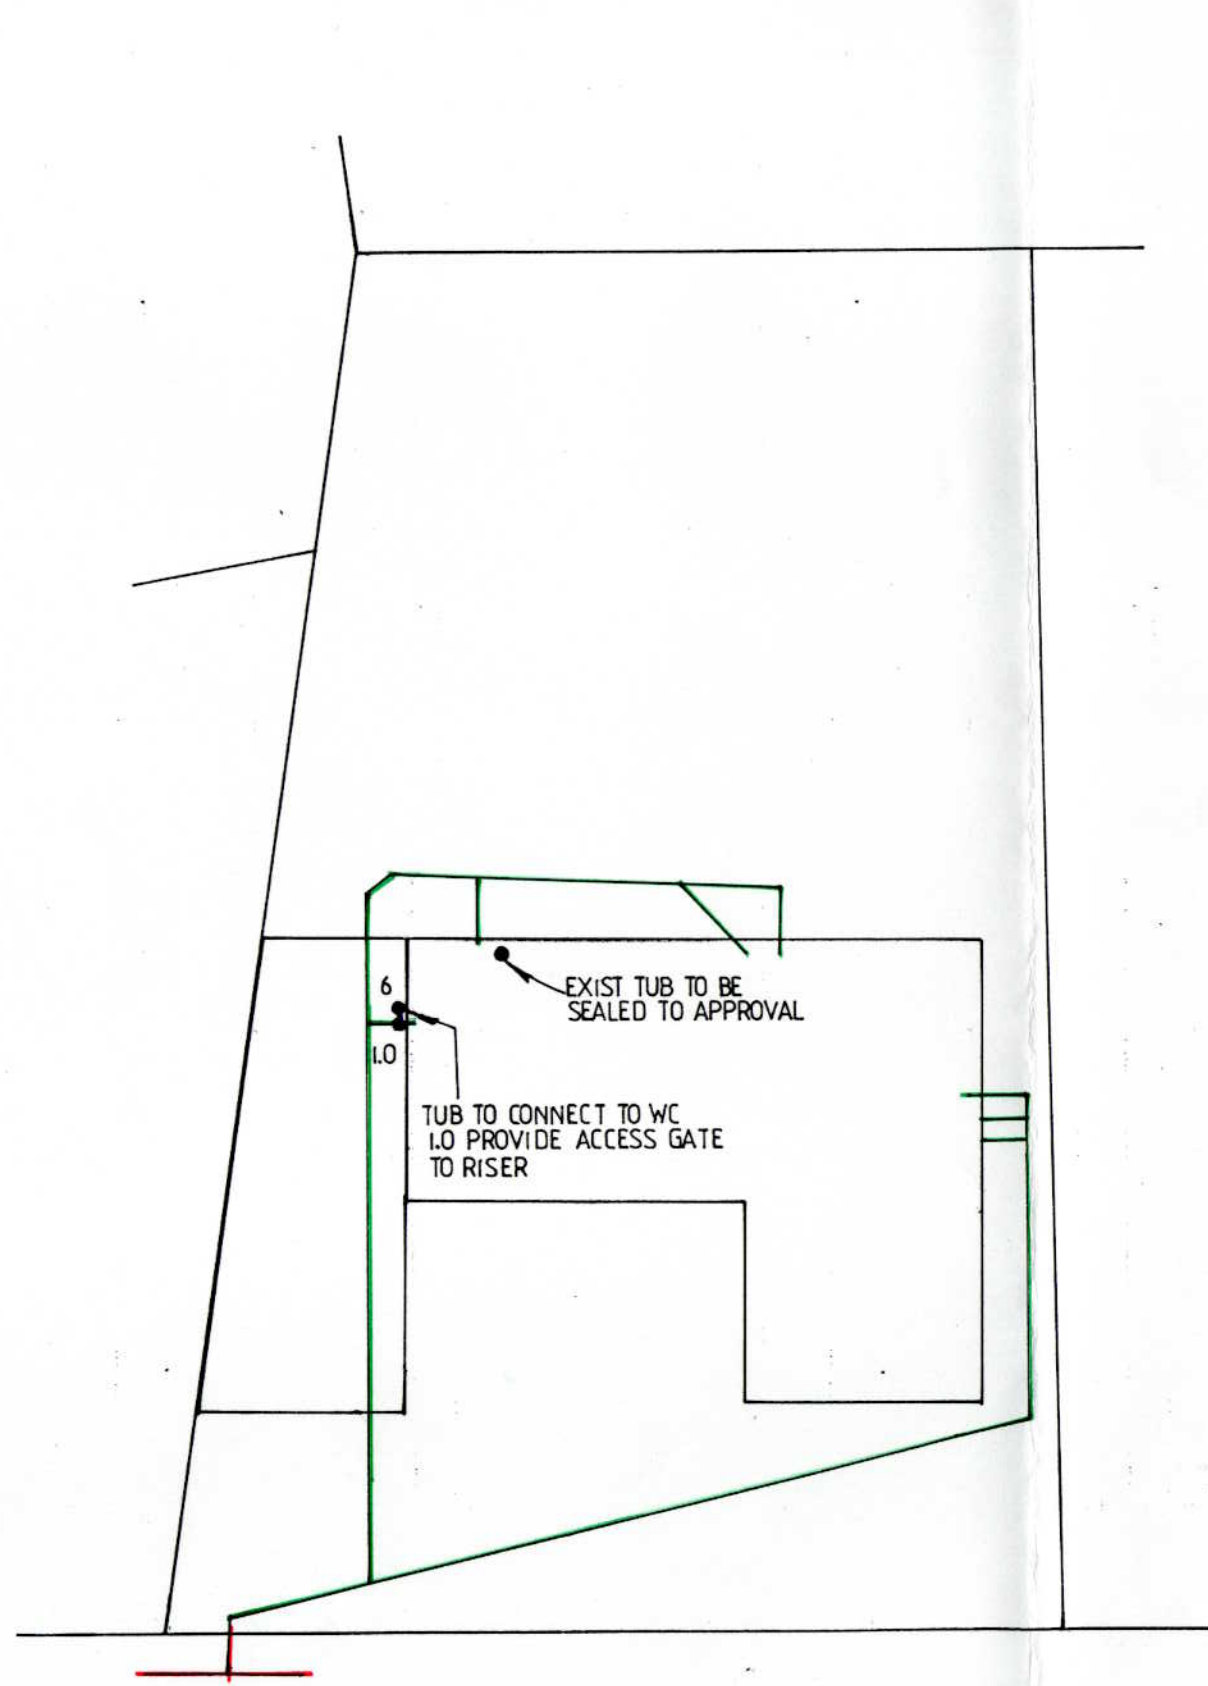 6
EXIST TUB TO BE
SEALED TO APPROVAL
1.0
TUB TO CONNECT TO WC
1.0 PROVIDE ACCESS GATE
TO RISER